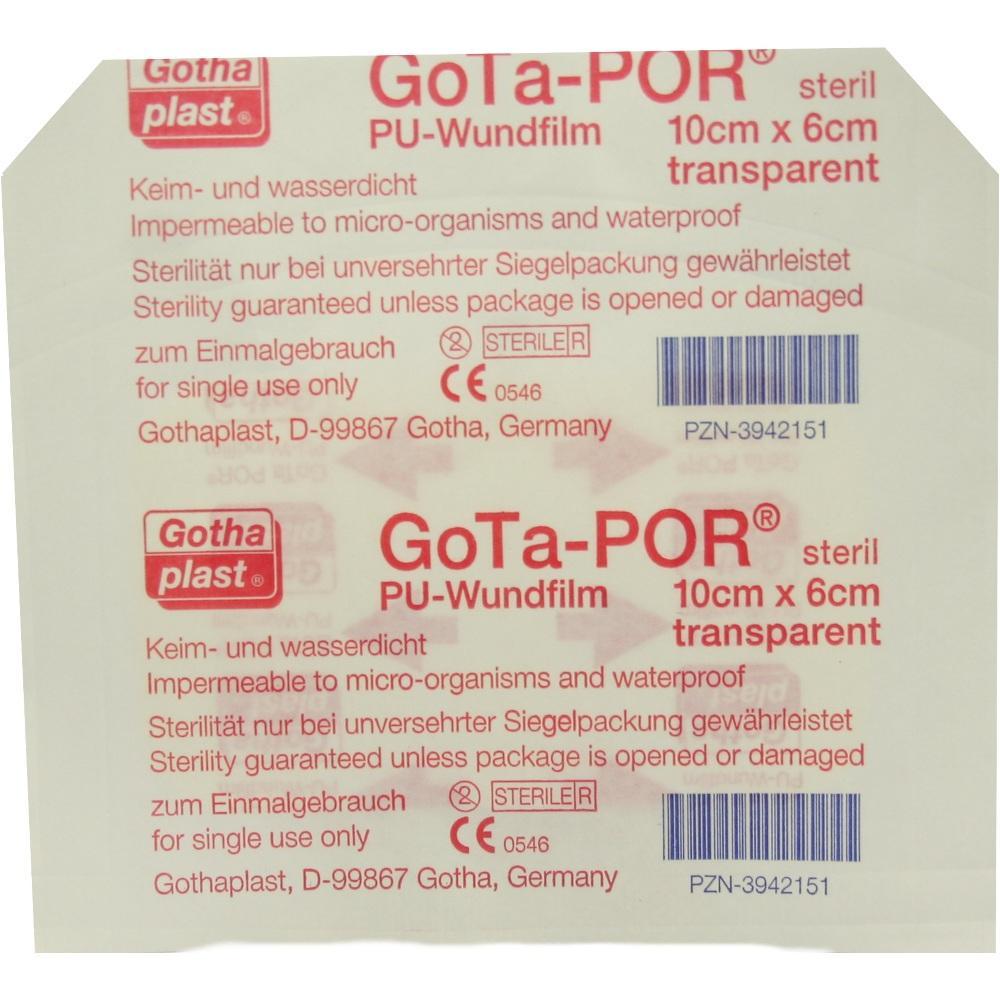 Gotha
plast®
GoTa-POR® steril
PU-Wundfilm 10cm x 6cm
transparent
Keim- und wasserdicht
Impermeable to micro-organisms and waterproof
Sterilität nur bei unversehrter Siegelpackung gewährleistet
Sterility guaranteed unless package is opened or damaged
zum Einmalgebrauch 2 STERILE R
for single use only CE 0546
Gothaplast, D-99867 Gotha, Germany PZN-3942151
Gotha
plast®
GoTa-POR® steril
PU-Wundfilm 10cm x 6cm
transparent
Keim- und wasserdicht
Impermeable to micro-organisms and waterproof
Sterilität nur bei unversehrter Siegelpackung gewährleistet
Sterility guaranteed unless package is opened or damaged
zum Einmalgebrauch 2 STERILE R
for single use only CE 0546
Gothaplast, D-99867 Gotha, Germany PZN-3942151